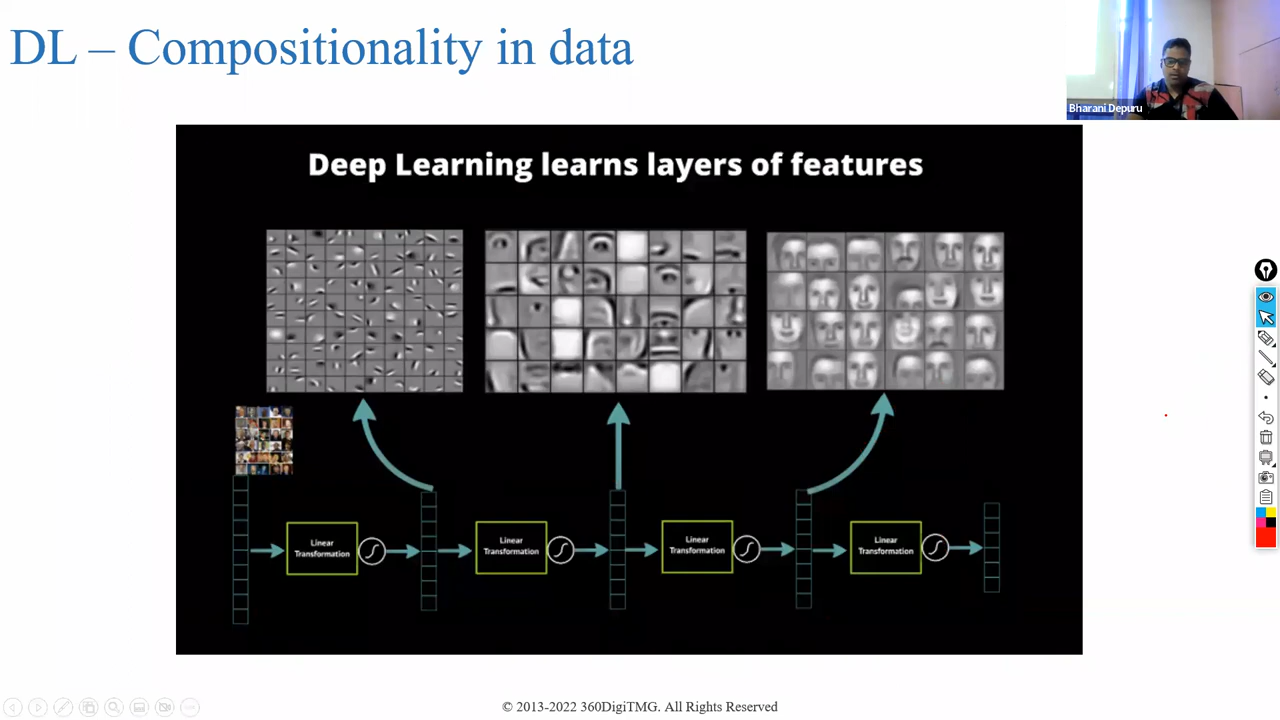 DL – Compositionality in data
Bharani Depuru
Deep Learning learns layers of features
Linear
Transformation
Linear
Transformation
Linear
Transformation
Linear
Transformation
© 2013-2022 360DigiTMG. All Rights Reserved